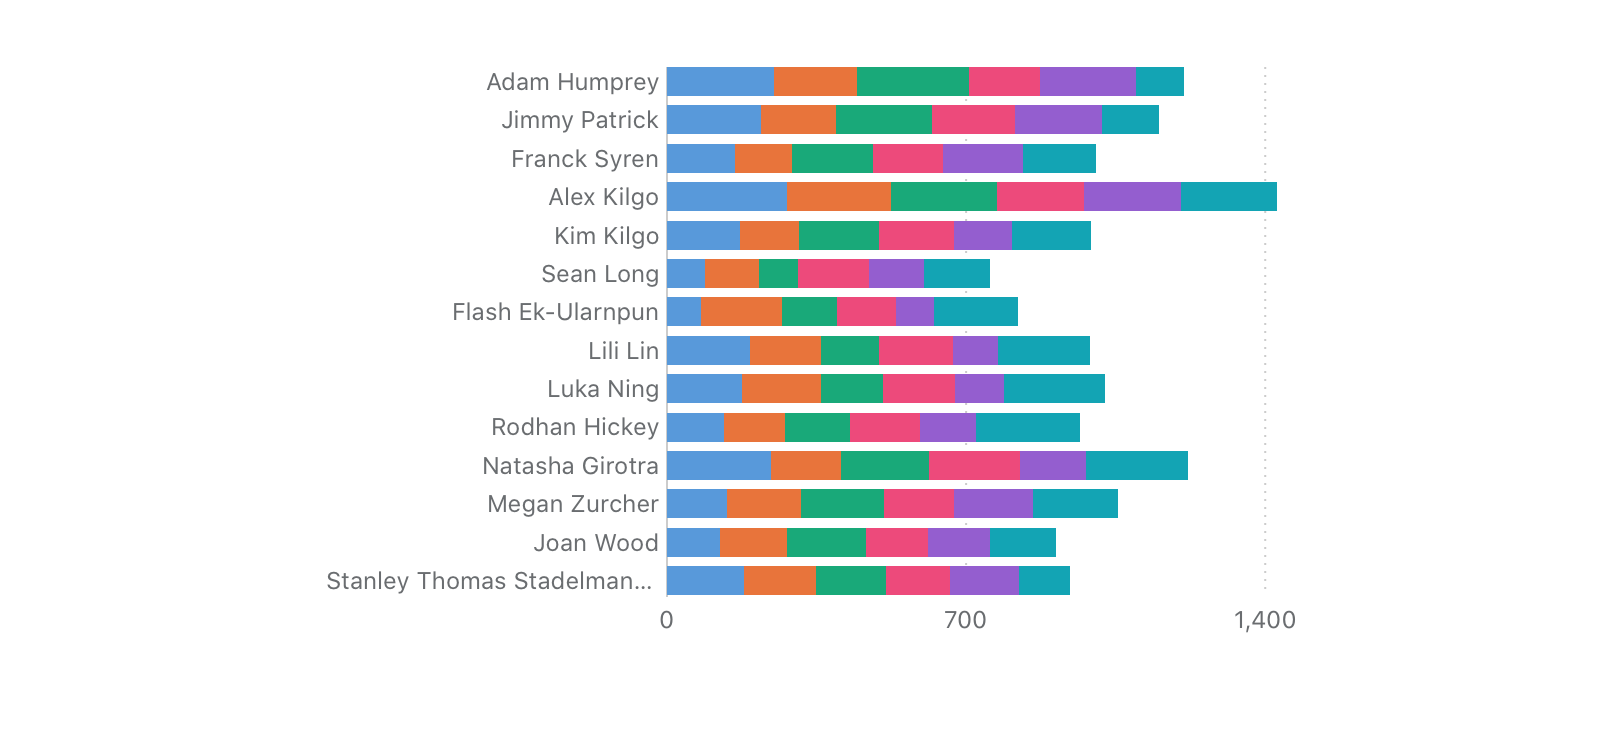 Adam Humprey
Jimmy Patrick
Franck Syren
Alex Kilgo
Kim Kilgo
Sean Long
Flash Ek-Ularnpun
Lili Lin
Luka Ning
Rodhan Hickey
Natasha Girotra
Megan Zurcher
Joan Wood
Stanley Thomas Stadelman...
0 700 1,400